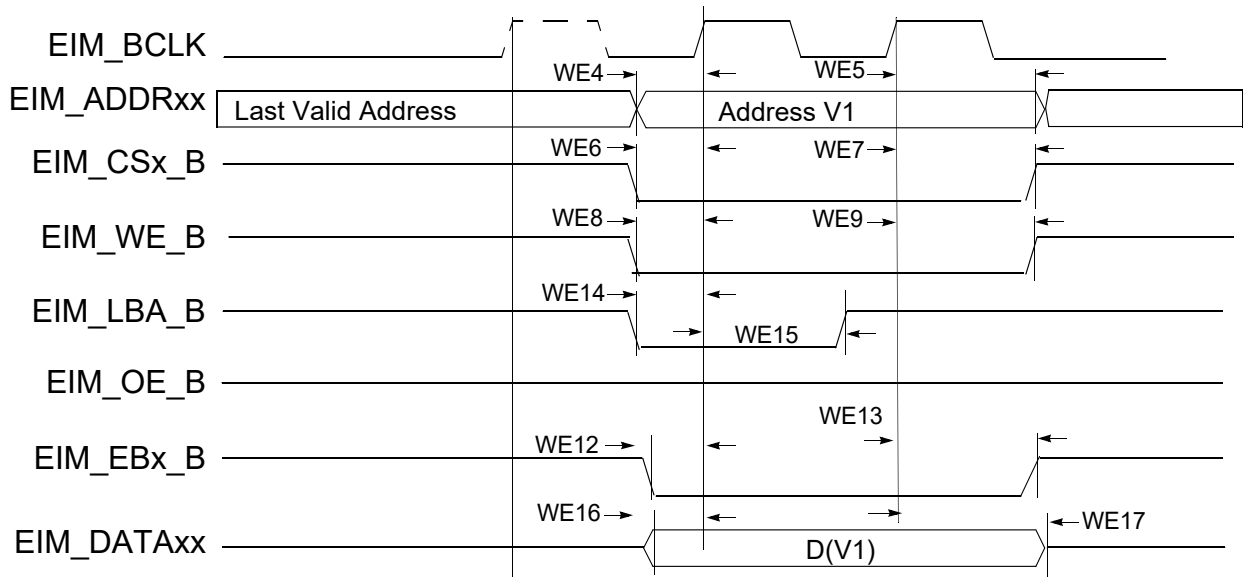 EIM_BCLK
WE4
WE5
EIM_ADDRxx
Last Valid Address
Address V1
WE6
WE7
EIM_CSx_B
WE8
WE9
EIM_WE_B
WE14
EIM_LBA_B
WE15
EIM_OE_B
WE13
WE12
EIM_EBx_B
WE16
WE17
EIM_DATAxx
D(V1)